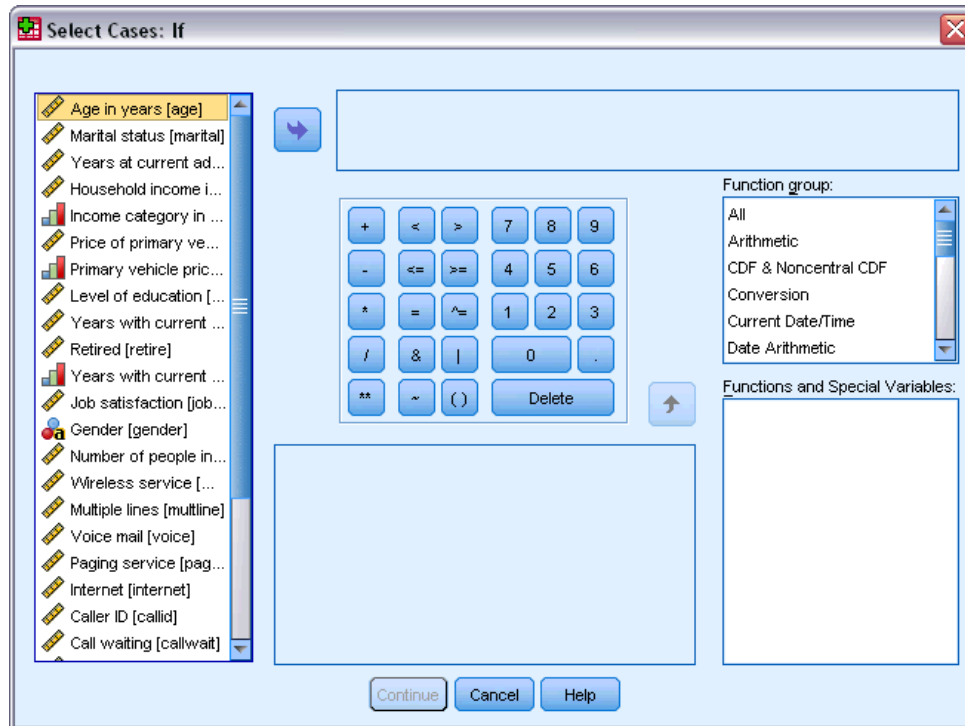 Select Cases: If
Age in years [age]
Marital status [marital]
Years at current ad...
Household income i...
Income category in ...
Price of primary ve...
Primary vehicle pric...
Level of education [...
Years with current ...
Retired [retire]
Years with current ...
Job satisfaction [job...
Gender [gender]
Number of people in...
Wireless service [...
Multiple lines [multline]
Voice mail [voice]
Paging service [pag...
Internet [internet]
Caller ID [callid]
Call waiting [callwait]
+ < > 7 8 9
- <= >= 4 5 6
* = ^= 1 2 3
/ & | 0 .
** ~ ( ) Delete
Function group:
All
Arithmetic
CDF & Noncentral CDF
Conversion
Current Date/Time
Date Arithmetic
Functions and Special Variables:
Continue Cancel Help